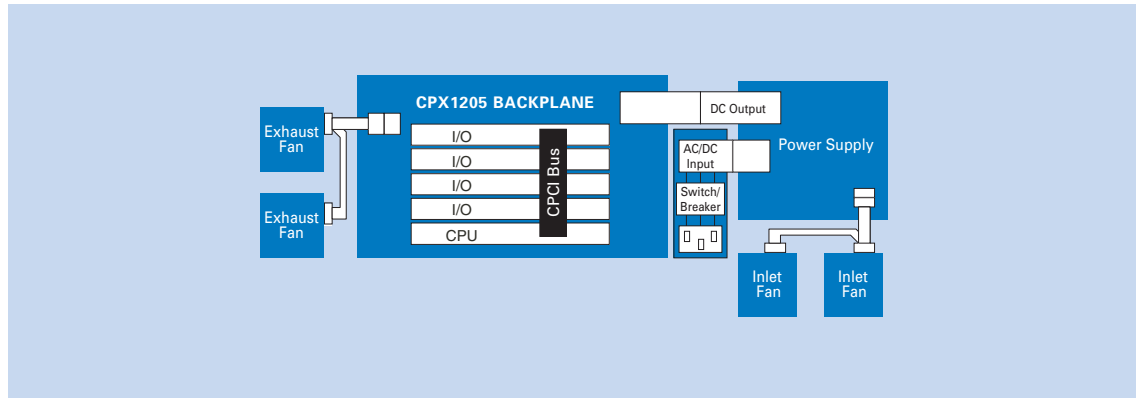 CPX1205 BACKPLANE
Exhaust
Fan
Exhaust
Fan
I/O
I/O
I/O
I/O
CPU
CPCI Bus
DC Output
AC/DC
Input
Switch/
Breaker
Power Supply
Inlet
Fan
Inlet
Fan